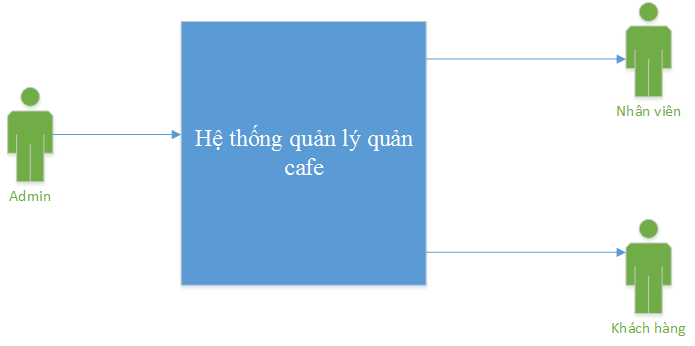 Nhân viên
Hệ thống quản lý quản
cafe
Admin
Khách hàng